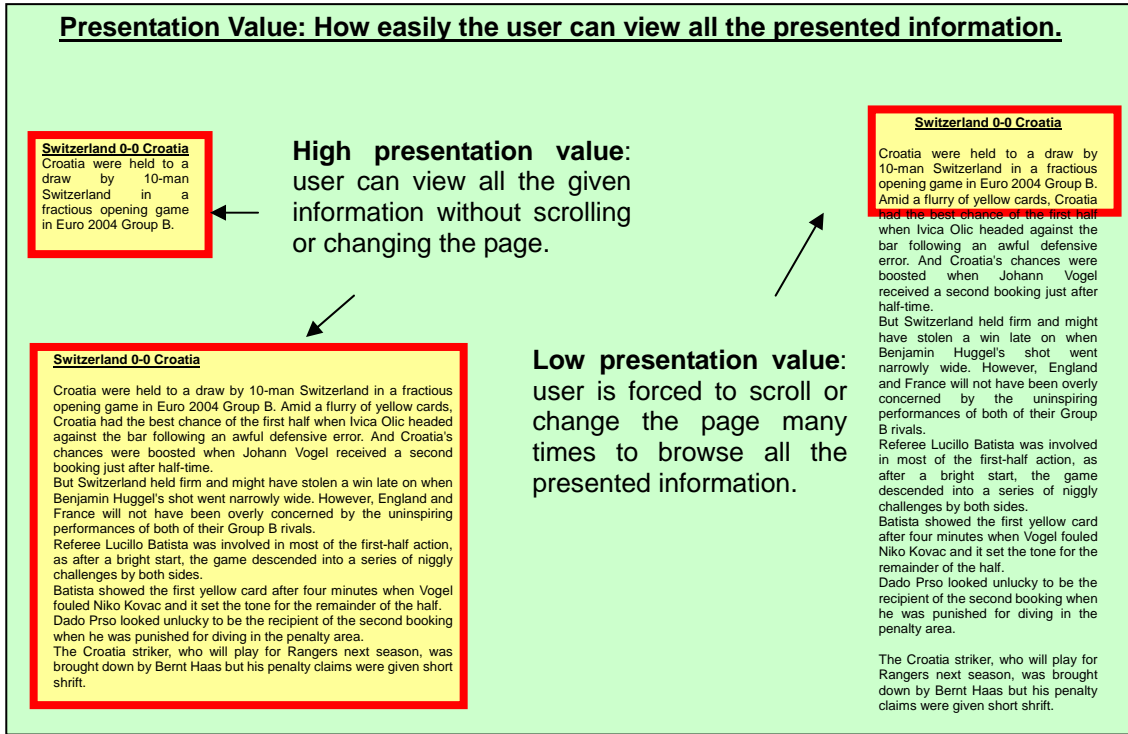 Presentation Value: How easily the user can view all the presented information.
Switzerland 0-0 Croatia
Croatia were held to a
draw by 10-man
Switzerland in a
fractious opening game
in Euro 2004 Group B.
High presentation value:
user can view all the given
information without scrolling
or changing the page.
Switzerland 0-0 Croatia
Croatia were held to a draw by 10-man Switzerland in a fractious
opening game in Euro 2004 Group B. Amid a flurry of yellow cards,
Croatia had the best chance of the first half when Ivica Olic headed
against the bar following an awful defensive error. And Croatia's
chances were boosted when Johann Vogel received a second
booking just after half-time.
But Switzerland held firm and might have stolen a win late on when
Benjamin Huggel's shot went narrowly wide. However, England and
France will not have been overly concerned by the uninspiring
performances of both of their Group B rivals.
Referee Lucillo Batista was involved in most of the first-half action,
as after a bright start, the game descended into a series of niggly
challenges by both sides.
Batista showed the first yellow card after four minutes when Vogel
fouled Niko Kovac and it set the tone for the remainder of the half.
Dado Prso looked unlucky to be the recipient of the second booking
when he was punished for diving in the penalty area.
The Croatia striker, who will play for Rangers next season, was
brought down by Bernt Haas but his penalty claims were given short
shrift.
Low presentation value:
user is forced to scroll or
change the page many
times to browse all the
presented information.
Switzerland 0-0 Croatia
Croatia were held to a draw by
10-man Switzerland in a fractious
opening game in Euro 2004 Group B.
Amid a flurry of yellow cards, Croatia
had the best chance of the first half
when Ivica Olic headed against the
bar following an awful defensive
error. And Croatia's chances were
boosted when Johann Vogel
received a second booking just after
half-time.
But Switzerland held firm and might
have stolen a win late on when
Benjamin Huggel's shot went
narrowly wide. However, England
and France will not have been overly
concerned by the uninspiring
performances of both of their Group
B rivals.
Referee Lucillo Batista was involved
in most of the first-half action, as
after a bright start, the game
descended into a series of niggly
challenges by both sides.
Batista showed the first yellow card
after four minutes when Vogel fouled
Niko Kovac and it set the tone for the
remainder of the half.
Dado Prso looked unlucky to be the
recipient of the second booking when
he was punished for diving in the
penalty area.
The Croatia striker, who will play for
Rangers next season, was brought
down by Bernt Haas but his penalty
claims were given short shrift.